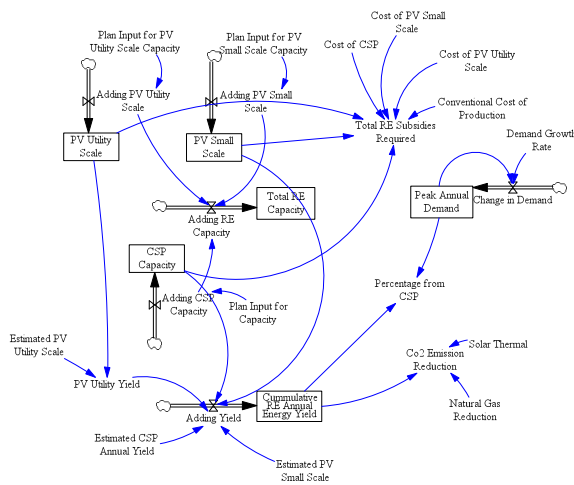 Plan Input for PV
Utility Scale Capacity
Plan Input for PV
Small Scale Capacity
Cost of PV Small
Scale
Cost of CSP
Cost of PV Utility
Scale
Adding PV Utility
Scale
Adding PV Small
Scale
Conventional Cost of
Production
PV Utility
Scale
PV Small
Scale
Total RE Subsidies
Required
Demand Growth
Rate
Total RE
Capacity
Adding RE
Capacity
Peak Annual
Demand
Change in Demand
CSP
Capacity
Adding CSP
Capacity
Plan Input for
Capacity
Percentage from
CSP
Estimated PV
Utility Scale
PV Utility Yield
Solar Thermal
Co2 Emission
Reduction
Cummulative
RE Annual
Energy Yield
Adding Yield
Natural Gas
Reduction
Estimated CSP
Annual Yield
Estimated PV
Small Scale